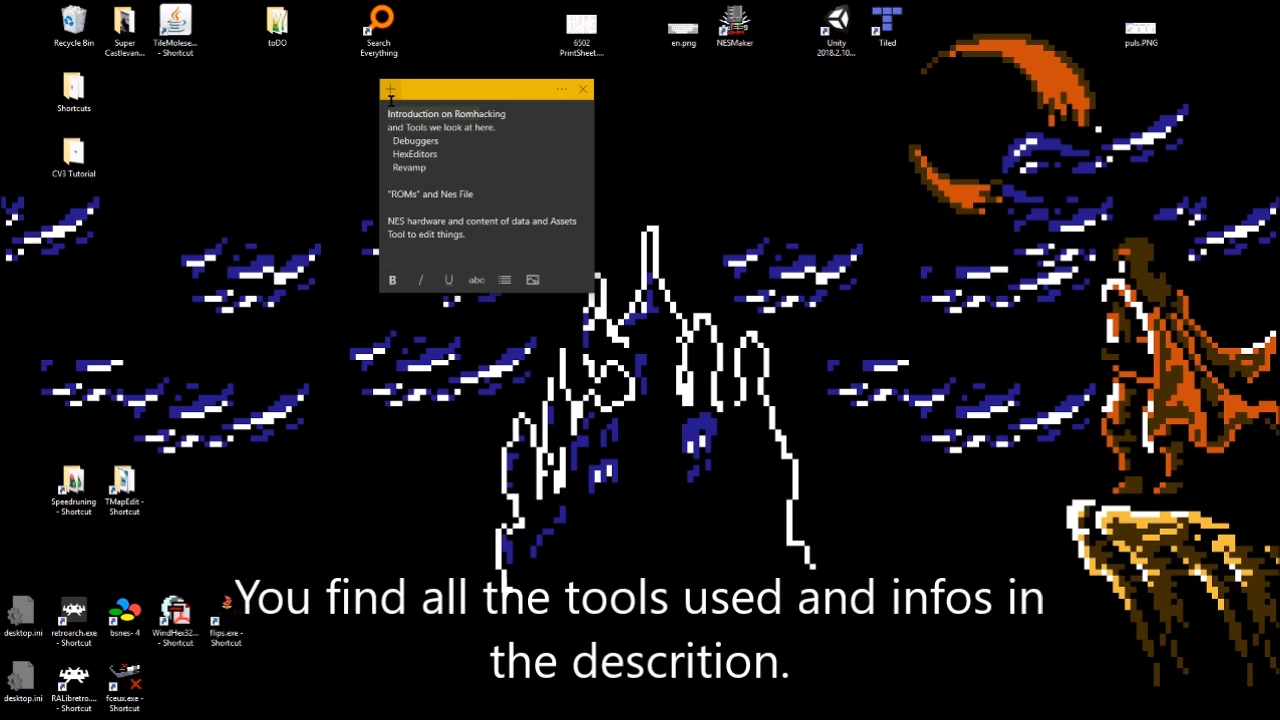 Recycle Bin
Super
Castlevan...
TileMolese...
- Shortcut
toDO
Search
Everything
6502
PrintSheet....
en.png
NESMaker
Unity
2018.2.10...
Tiled
puls.PNG
Shortcuts
CV3 Tutorial
Introduction on Romhacking
and Tools we look at here.
Debuggers
HexEditors
Revamp
"ROMs" and Nes File
NES hardware and content of data and Assets
Tool to edit things.
B / U abc
Speedruning
- Shortcut
TMapEdit -
Shortcut
You find all the tools used and infos in
the descrition.
desktop.ini
retroarch.exe
- Shortcut
bsnes- 4
WindHex32...
- Shortcut
flips.exe -
Shortcut
desktop.ini
RALibretro....
- Shortcut
fceux.exe -
Shortcut